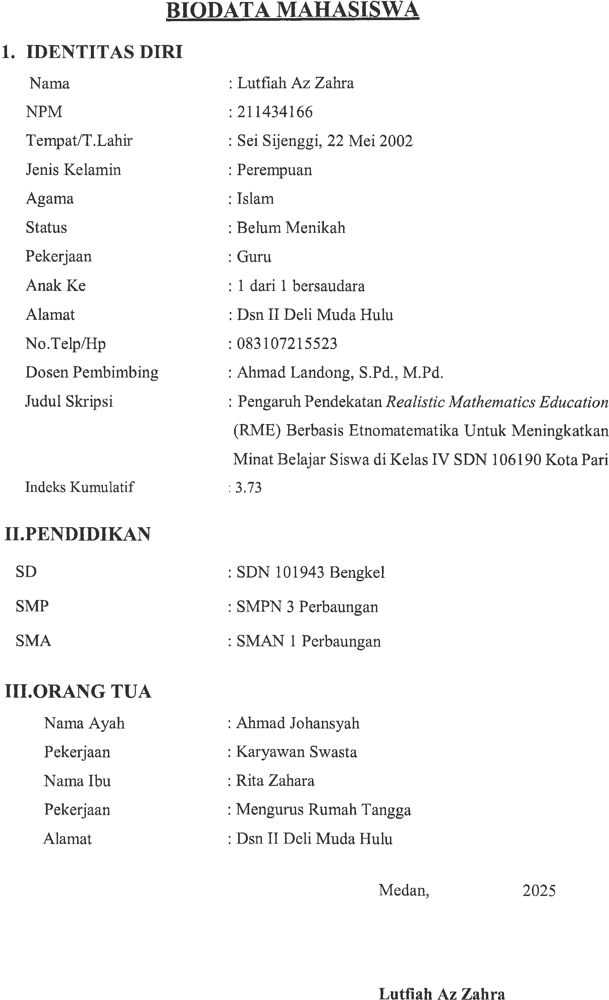 BIODATA MAHASISWA
1. IDENTITAS DIRI
Nama : Lutfiah Az Zahra
NPM : 211434166
Tempat/T.Lahir : Sei Sijenggi, 22 Mei 2002
Jenis Kelamin : Perempuan
Agama : Islam
Status : Belum Menikah
Pekerjaan : Guru
Anak Ke : 1 dari 1 bersaudara
Alamat : Dsn II Deli Muda Hulu
No.Telp/Hp : 083107215523
Dosen Pembimbing : Ahmad Landong, S.Pd., M.Pd.
Judul Skripsi : Pengaruh Pendekatan Realistic Mathematics Education
(RME) Berbasis Etnomatematika Untuk Meningkatkan
Minat Belajar Siswa di Kelas IV SDN 106190 Kota Pari
Indeks Kumulatif : 3.73
II.PENDIDIKAN
SD : SDN 101943 Bengkel
SMP : SMPN 3 Perbaungan
SMA : SMAN 1 Perbaungan
III.ORANG TUA
Nama Ayah : Ahmad Johansyah
Pekerjaan : Karyawan Swasta
Nama Ibu : Rita Zahara
Pekerjaan : Mengurus Rumah Tangga
Alamat : Dsn II Deli Muda Hulu
Medan, 2025
Lutfiah Az Zahra